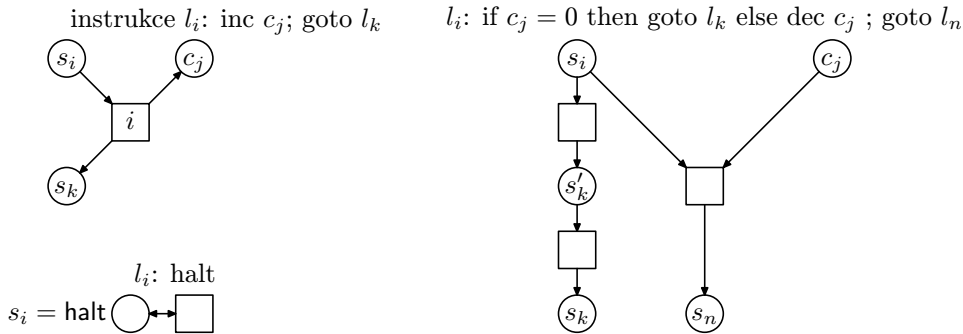 instrukce l_i: inc c_j; goto l_k
s_i
c_j
i
s_k
l_i: halt
s_i = halt
l_i: if c_j = 0 then goto l_k else dec c_j ; goto l_n
s_i
c_j
s'_k
s_k
s_n